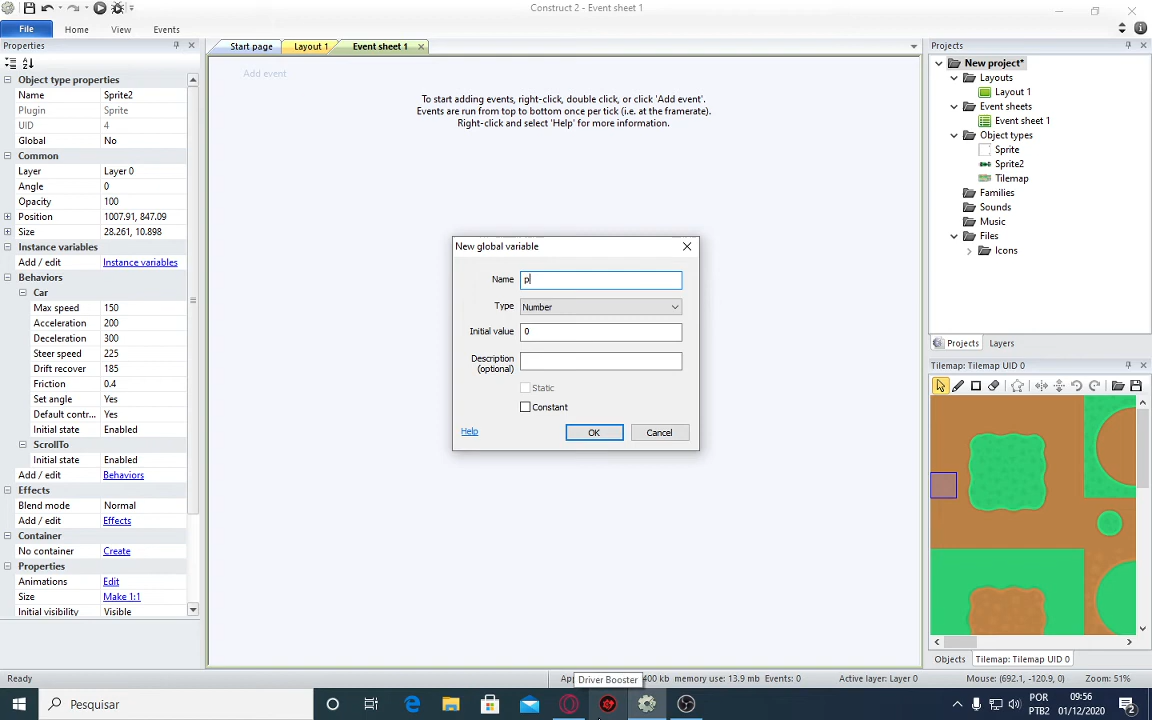 Construct 2 - Event sheet 1
File Home View Events
Properties
Object type properties
Name Sprite2
Plugin Sprite
UID 4
Global No
Common
Layer Layer 0
Angle 0
Opacity 100
Position 1007.91, 847.09
Size 28.261, 10.898
Instance variables
Add / edit Instance variables
Behaviors
Car
Max speed 150
Acceleration 200
Deceleration 300
Steer speed 225
Drift recover 185
Friction 0.4
Set angle Yes
Default contr... Yes
Initial state Enabled
ScrollTo
Initial state Enabled
Add / edit Behaviors
Effects
Blend mode Normal
Add / edit Effects
Container
No container Create
Properties
Animations Edit
Size Make 1:1
Initial visibility Visible
Start page Layout 1 Event sheet 1
Add event
To start adding events, right-click, double click, or click 'Add event'.
Events are run from top to bottom once per tick (i.e. at the framerate).
Right-click and select 'Help' for more information.
New global variable
Name p
Type Number
Initial value 0
Description
(optional)
Static
Constant
Help OK Cancel
Projects
New project*
Layouts
Layout 1
Event sheets
Event sheet 1
Object types
Sprite
Sprite2
Tilemap
Families
Sounds
Music
Files
Icons
Projects Layers
Tilemap: Tilemap UID 0
Objects Tilemap: Tilemap UID 0
Ready Driver Booster 400 kb memory use: 13.9 mb Events: 0 Active layer: Layer 0 Mouse: (692.1, -120.9, 0) Zoom: 51%
Pesquisar
POR
PTB2
09:56
01/12/2020
2